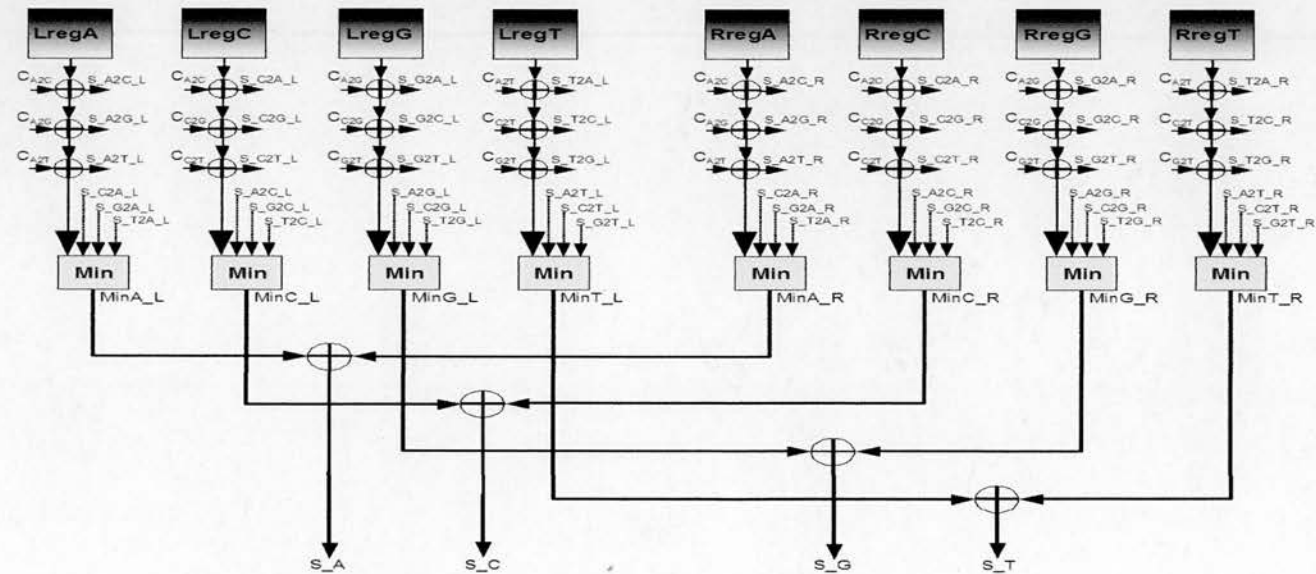 LregA LregC LregG LregT RregA RregC RregG RregT
C_A2C S_A2C_L C_A2C S_C2A_L C_A2G S_G2A_L C_A2T S_T2A_L C_A2C S_A2C_R C_A2C S_C2A_R C_A2G S_G2A_R C_A2T S_T2A_R
C_A2G S_A2G_L C_C2G S_C2G_L C_C2G S_G2C_L C_C2T S_T2C_L C_A2G S_A2G_R C_C2G S_C2G_R C_C2G S_G2C_R C_C2T S_T2C_R
C_A2T S_A2T_L C_C2T S_C2T_L C_G2T S_G2T_L C_G2T S_T2G_L C_A2T S_A2T_R C_C2T S_C2T_R C_G2T S_G2T_R C_G2T S_T2G_R
S_C2A_L S_A2C_L S_A2G_L S_A2T_L S_C2A_R S_A2C_R S_A2G_R S_A2T_R
S_G2A_L S_G2C_L S_C2G_L S_C2T_L S_G2A_R S_G2C_R S_C2G_R S_C2T_R
S_T2A_L S_T2C_L S_T2G_L S_G2T_L S_T2A_R S_T2C_R S_T2G_R S_G2T_R
Min Min Min Min Min Min Min Min
MinA_L MinC_L MinG_L MinT_L MinA_R MinC_R MinG_R MinT_R
S_A S_C S_G S_T